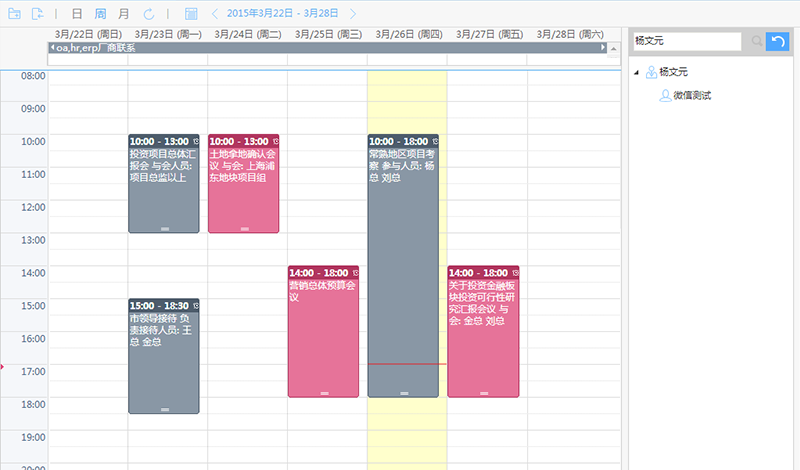 日 周 月 2015年3月22日 - 3月28日
3月/22日 (周日) 3月/23日 (周一) 3月/24日 (周二) 3月/25日 (周三) 3月/26日 (周四) 3月/27日 (周五) 3月/28日 (周六)
oa,hr,erp厂商联系
08:00
09:00
10:00
11:00
12:00
13:00
14:00
15:00
16:00
17:00
18:00
19:00
20:00
10:00 - 13:00
投资项目总体汇
报会 与会人员:
项目总监以上
15:00 - 18:30
市领导接待 负
责接待人员: 王
总 金总
10:00 - 13:00
土地拿地确认会
议 与会: 上海浦
东地块项目组
14:00 - 18:00
营销总体预算会
议
10:00 - 18:00
常熟地区项目考
察 参与人员: 杨
总 刘总
14:00 - 18:00
关于投资金融板
块投资可行性研
究汇报会议 与
会: 金总 刘总
杨文元
杨文元
微信测试